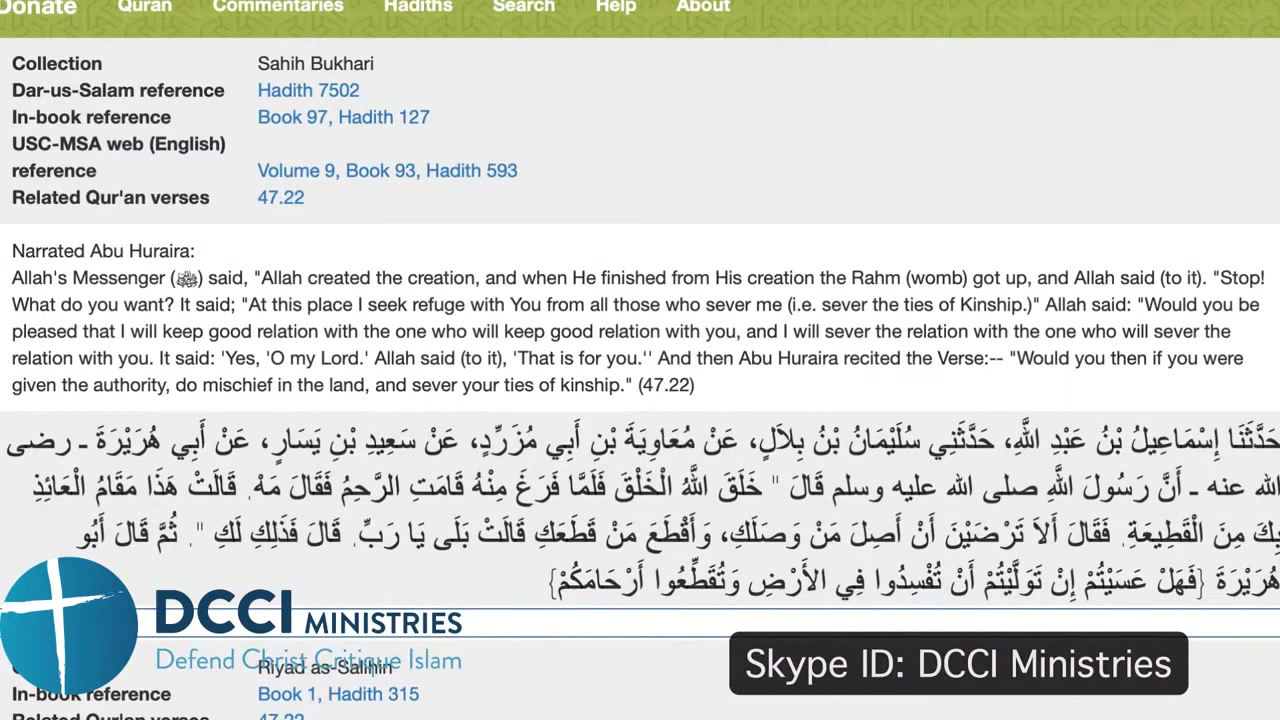 Donate Quran Commentaries Hadiths Search Help About
Collection Sahih Bukhari
Dar-us-Salam reference Hadith 7502
In-book reference Book 97, Hadith 127
USC-MSA web (English)
reference Volume 9, Book 93, Hadith 593
Related Qur'an verses 47.22
Narrated Abu Huraira:
Allah's Messenger (ﷺ) said, "Allah created the creation, and when He finished from His creation the Rahm (womb) got up, and Allah said (to it). "Stop!
What do you want? It said; "At this place I seek refuge with You from all those who sever me (i.e. sever the ties of Kinship.)" Allah said: "Would you be
pleased that I will keep good relation with the one who will keep good relation with you, and I will sever the relation with the one who will sever the
relation with you. It said: 'Yes, 'O my Lord.' Allah said (to it), 'That is for you.'' And then Abu Huraira recited the Verse:-- "Would you then if you were
given the authority, do mischief in the land, and sever your ties of kinship." (47.22)
حَدَّثَنَا إِسْمَاعِيلُ بْنُ عَبْدِ اللَّهِ، حَدَّثَنِي سُلَيْمَانُ بْنُ بِلاَلٍ، عَنْ مُعَاوِيَةَ بْنِ أَبِي مُزَرِّدٍ، عَنْ سَعِيدِ بْنِ يَسَارٍ، عَنْ أَبِي هُرَيْرَةَ ـ رضى
الله عنه ـ أَنَّ رَسُولَ اللَّهِ صلى الله عليه وسلم قَالَ " خَلَقَ اللَّهُ الْخَلْقَ فَلَمَّا فَرَغَ مِنْهُ قَامَتِ الرَّحِمُ فَقَالَ مَهْ. قَالَتْ هَذَا مَقَامُ الْعَائِذِ
بِكَ مِنَ الْقَطِيعَةِ. فَقَالَ أَلاَ تَرْضَيْنَ أَنْ أَصِلَ مَنْ وَصَلَكِ، وَأَقْطَعَ مَنْ قَطَعَكِ قَالَتْ بَلَى يَا رَبِّ. قَالَ فَذَلِكِ لَكِ ". ثُمَّ قَالَ أَبُو
هُرَيْرَةَ {فَهَلْ عَسَيْتُمْ إِنْ تَوَلَّيْتُمْ أَنْ تُفْسِدُوا فِي الأَرْضِ وَتُقَطِّعُوا أَرْحَامَكُمْ}
DCCI MINISTRIES
Defend Christ Critique Islam
Riyad as-Salihin
Skype ID: DCCI Ministries
In-book reference Book 1, Hadith 315
Related Qur'an verses 47.22